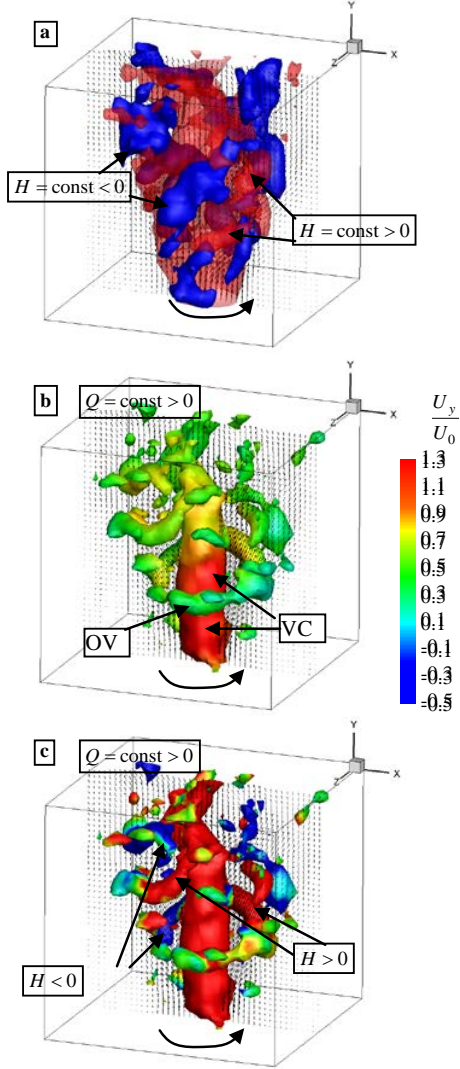 a
Y
X
Z
H = const < 0
H = const > 0
b
Q = const > 0
Y
X
Z
U_y
U_0
1.3
1.1
0.9
0.7
0.5
0.3
0.1
-0.1
-0.3
-0.5
OV
VC
c
Q = const > 0
Y
X
Z
H < 0
H > 0